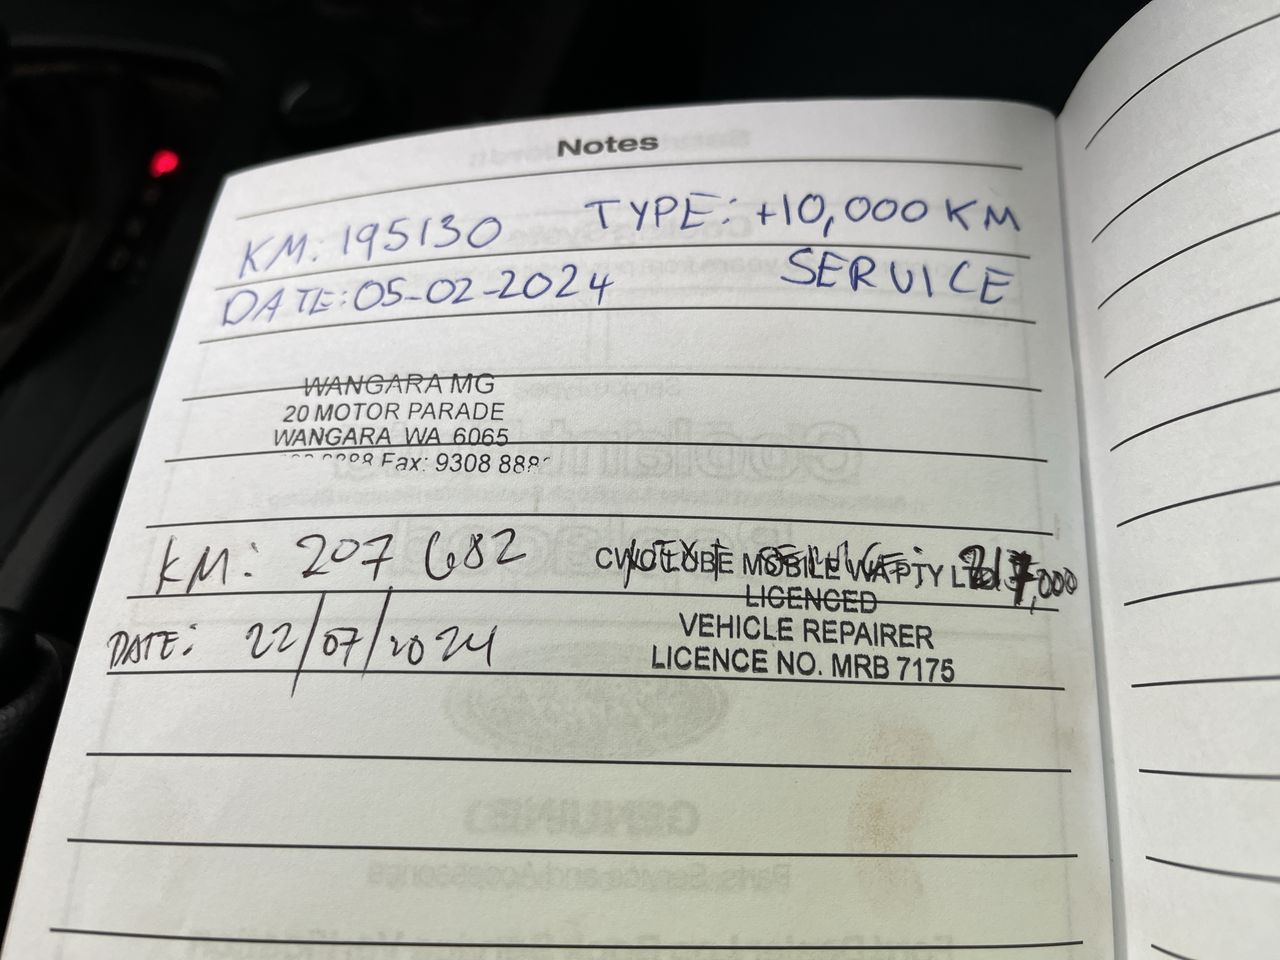 Notes
KM: 195130 TYPE: +10,000 KM
DATE: 05-02-2024 SERVICE
WANGARA MG
20 MOTOR PARADE
WANGARA WA 6065
Fax: 9308
KM: 207 682
MOBILE
LICENCED
DATE: 22/07/2024 VEHICLE REPAIRER
LICENCE NO. MRB 7175